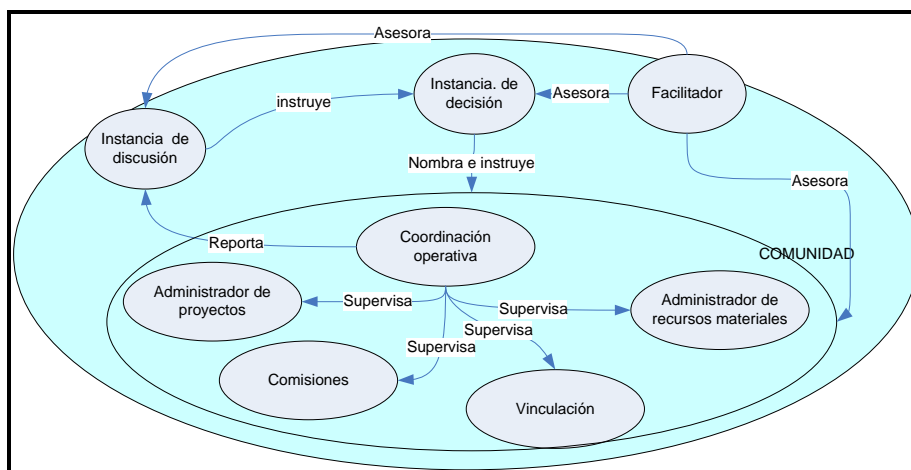 Asesora
Instancia. de
decisión
Asesora
Facilitador
instruye
Instancia de
discusión
Nombra e instruye
Asesora
Reporta
Coordinación
operativa
COMUNIDAD
Administrador de
proyectos
Supervisa
Supervisa
Administrador de
recursos materiales
Supervisa
Supervisa
Comisiones
Vinculación